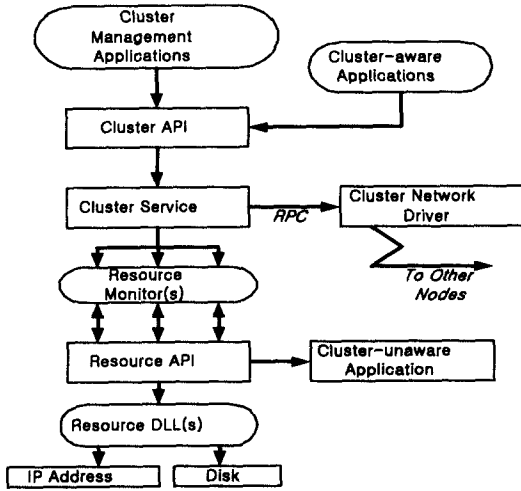 Cluster
Management
Applications
Cluster-aware
Applications
Cluster API
Cluster Service
RPC
Cluster Network
Driver
To Other
Nodes
Resource
Monitor(s)
Resource API
Cluster-unaware
Application
Resource DLL(s)
IP Address
Disk